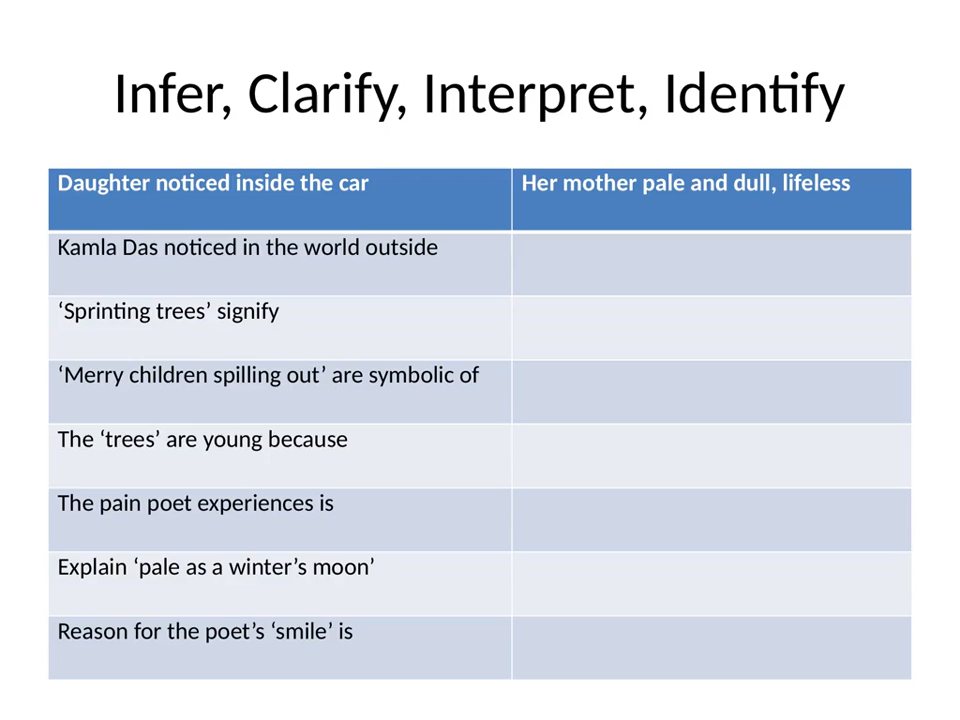 Infer, Clarify, Interpret, Identify
Daughter noticed inside the car
Her mother pale and dull, lifeless
Kamla Das noticed in the world outside
‘Sprinting trees’ signify
‘Merry children spilling out’ are symbolic of
The ‘trees’ are young because
The pain poet experiences is
Explain ‘pale as a winter’s moon’
Reason for the poet’s ‘smile’ is